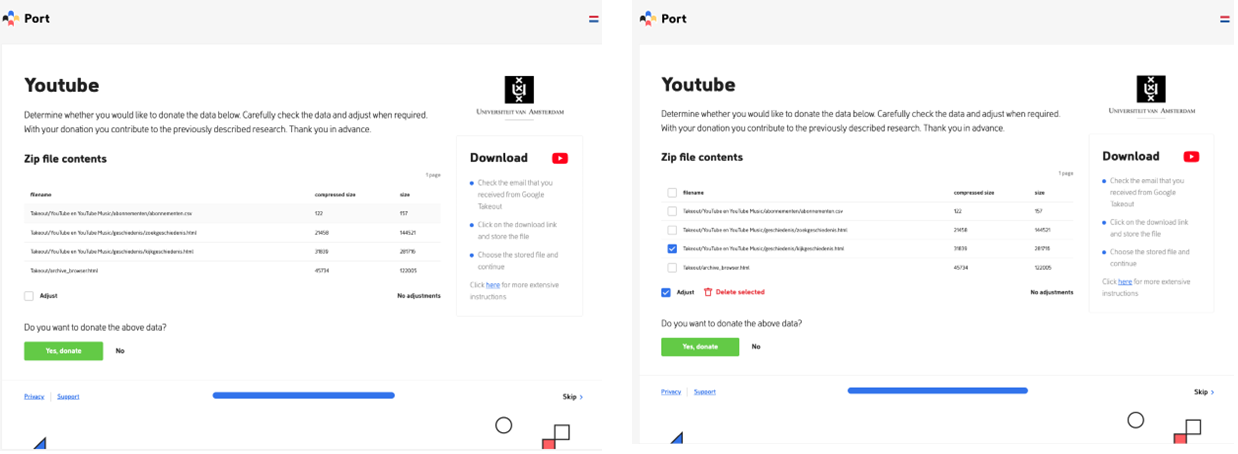 Port
Youtube
UNIVERSITEIT VAN AMSTERDAM
Determine whether you would like to donate the data below. Carefully check the data and adjust when required.
With your donation you contribute to the previously described research. Thank you in advance.
Zip file contents
1 page
filename compressed size size
Takeout/YouTube en YouTube Music/abonnementen/abonnementen.csv 122 157
Takeout/YouTube en YouTube Music/geschiedenis/zoekgeschiedenis.html 21458 144521
Takeout/YouTube en YouTube Music/geschiedenis/kijkgeschiedenis.html 31836 281716
Takeout/archive_browser.html 45734 122005
Adjust No adjustments
Do you want to donate the above data?
Yes, donate No
Download
Check the email that you
received from Google
Takeout
Click on the download link
and store the file
Choose the stored file and
continue
Click here for more extensive
instructions
Privacy Support Skip
Port
Youtube
UNIVERSITEIT VAN AMSTERDAM
Determine whether you would like to donate the data below. Carefully check the data and adjust when required.
With your donation you contribute to the previously described research. Thank you in advance.
Zip file contents
1 page
filename compressed size size
Takeout/YouTube en YouTube Music/abonnementen/abonnementen.csv 122 157
Takeout/YouTube en YouTube Music/geschiedenis/zoekgeschiedenis.html 21458 144521
Takeout/YouTube en YouTube Music/geschiedenis/kijkgeschiedenis.html 31836 281716
Takeout/archive_browser.html 45734 122005
Adjust Delete selected No adjustments
Do you want to donate the above data?
Yes, donate No
Download
Check the email that you
received from Google
Takeout
Click on the download link
and store the file
Choose the stored file and
continue
Click here for more extensive
instructions
Privacy Support Skip